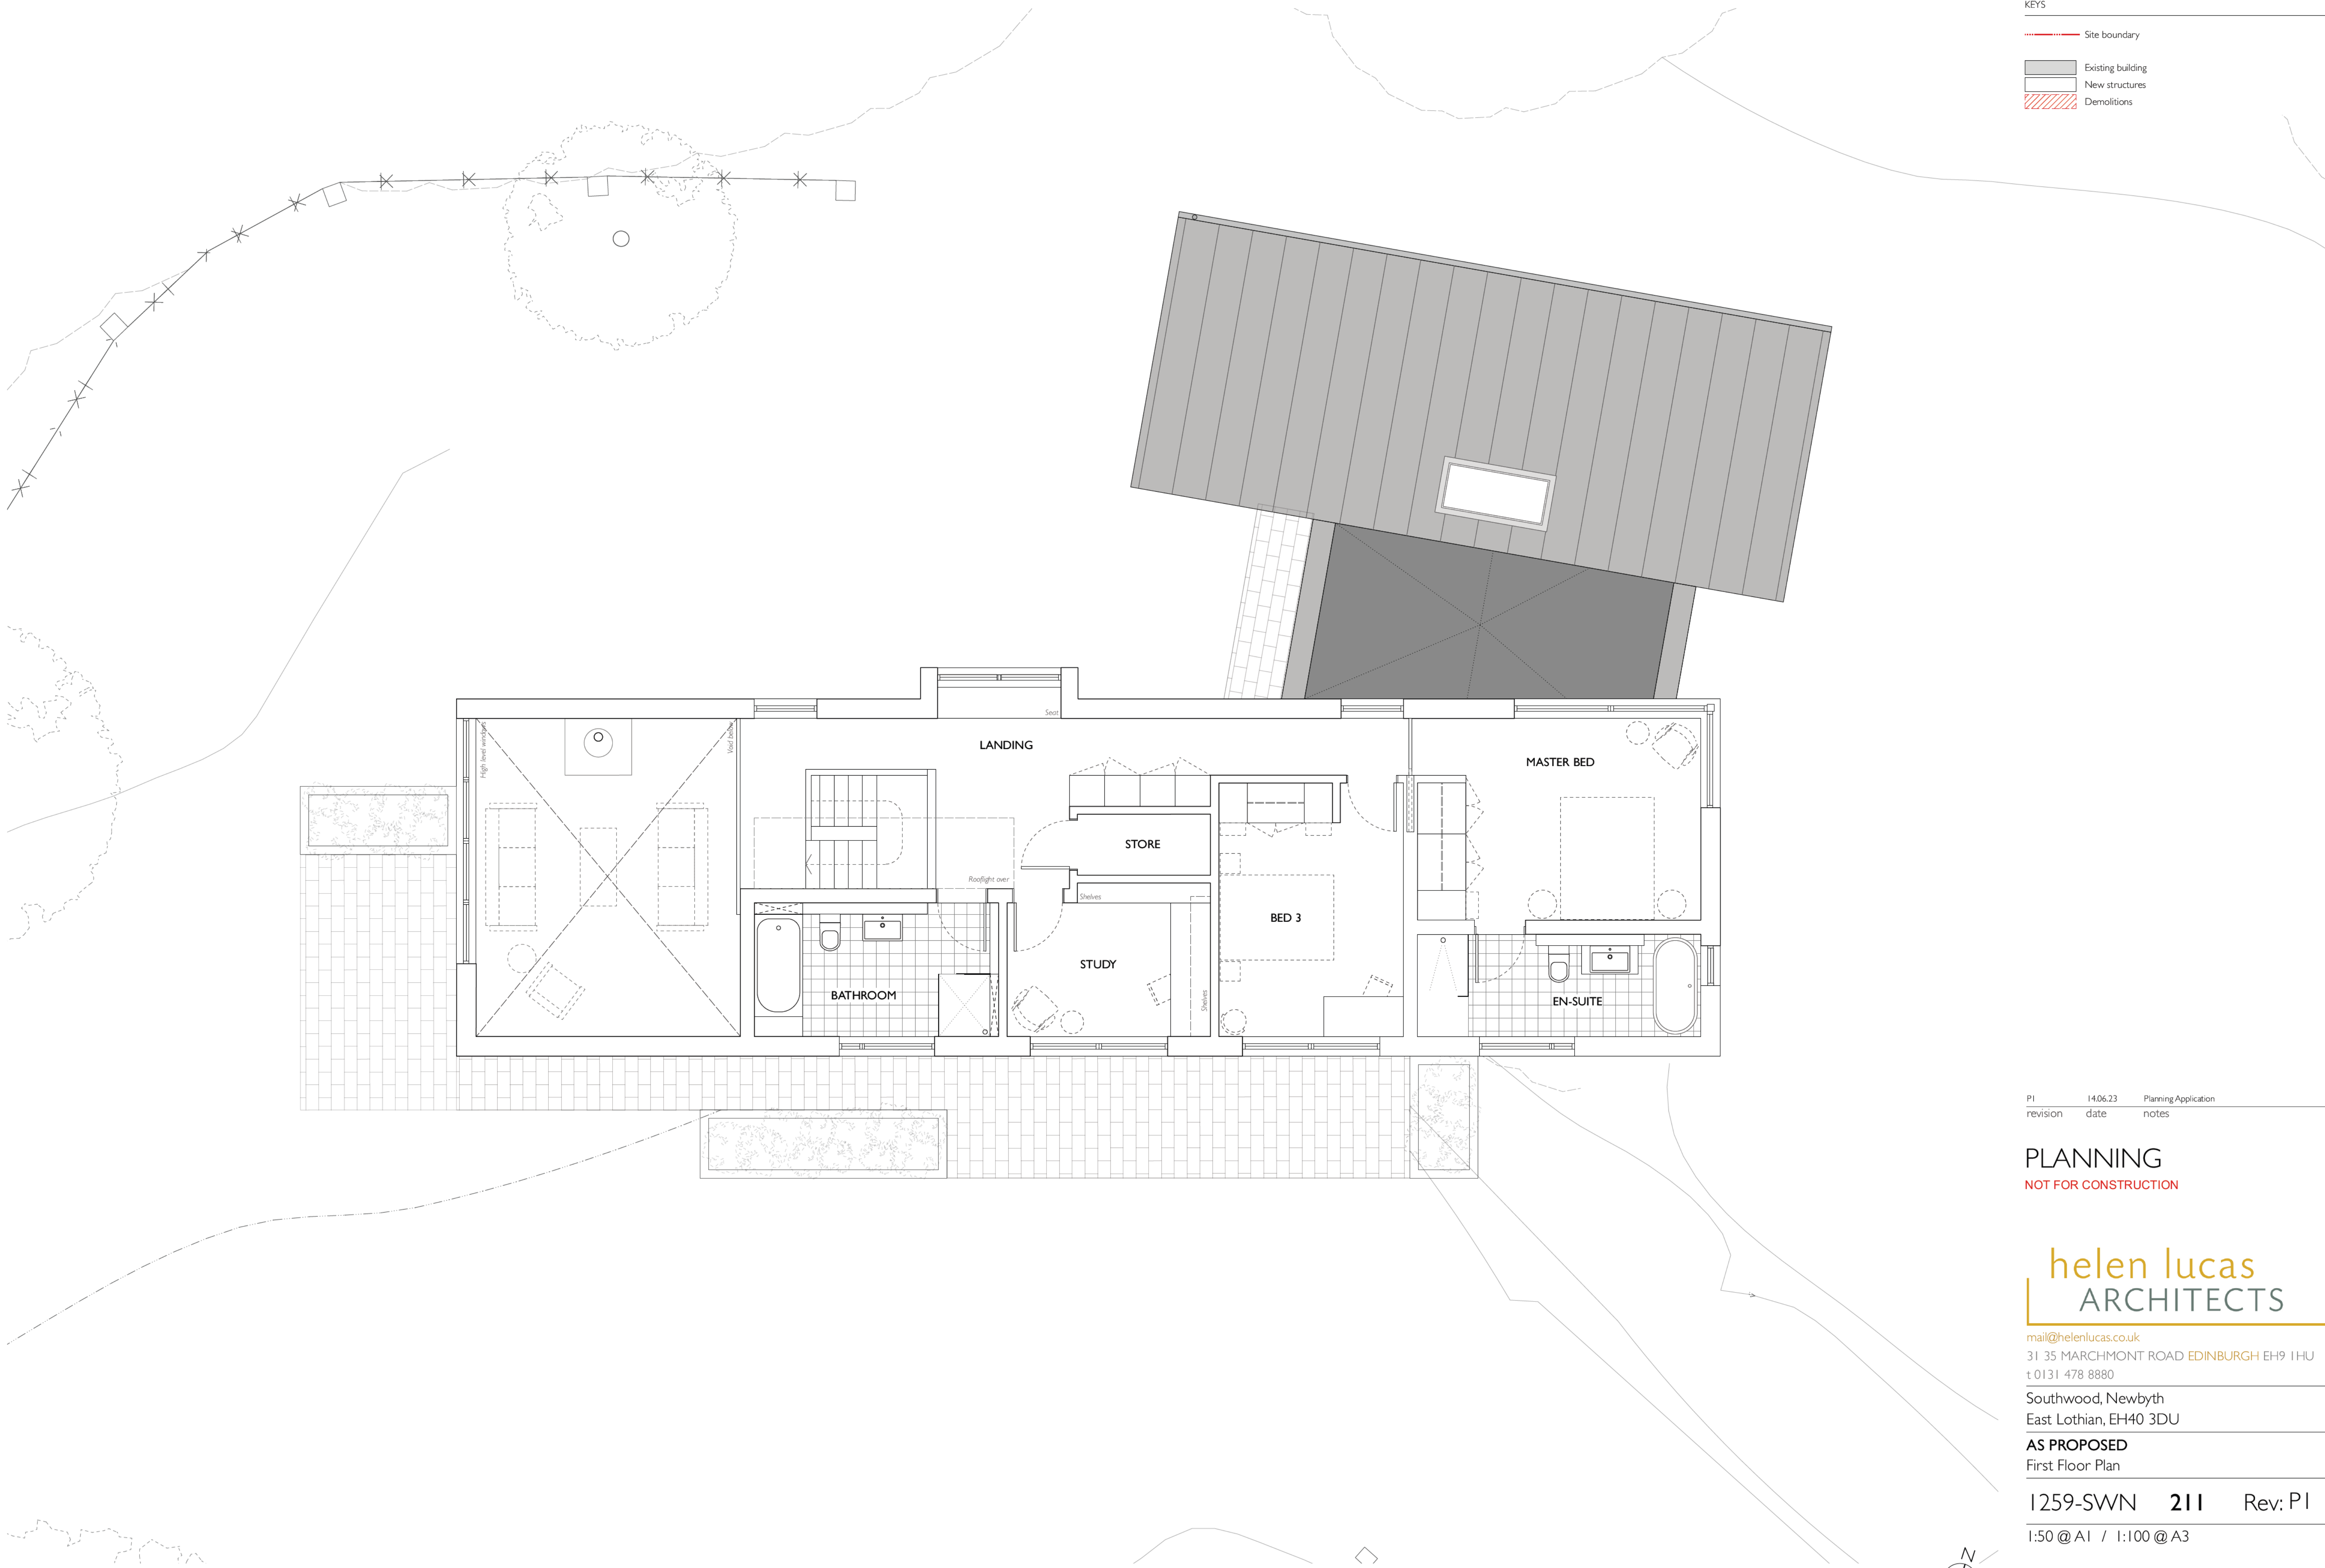 KEYS
Site boundary
Existing building
New structures
Demolitions
Seat
High level window
Void below
LANDING
MASTER BED
STORE
Rooflight over
Shelves
BED 3
STUDY
BATHROOM
Shelves
EN-SUITE
P1 14.06.23 Planning Application
revision date notes
PLANNING
NOT FOR CONSTRUCTION
helen lucas
ARCHITECTS
mail@helenlucas.co.uk
31 35 MARCHMONT ROAD EDINBURGH EH9 1HU
t 0131 478 8880
Southwood, Newbyth
East Lothian, EH40 3DU
AS PROPOSED
First Floor Plan
1259-SWN 211 Rev: P1
1:50 @ A1 / 1:100 @ A3
N